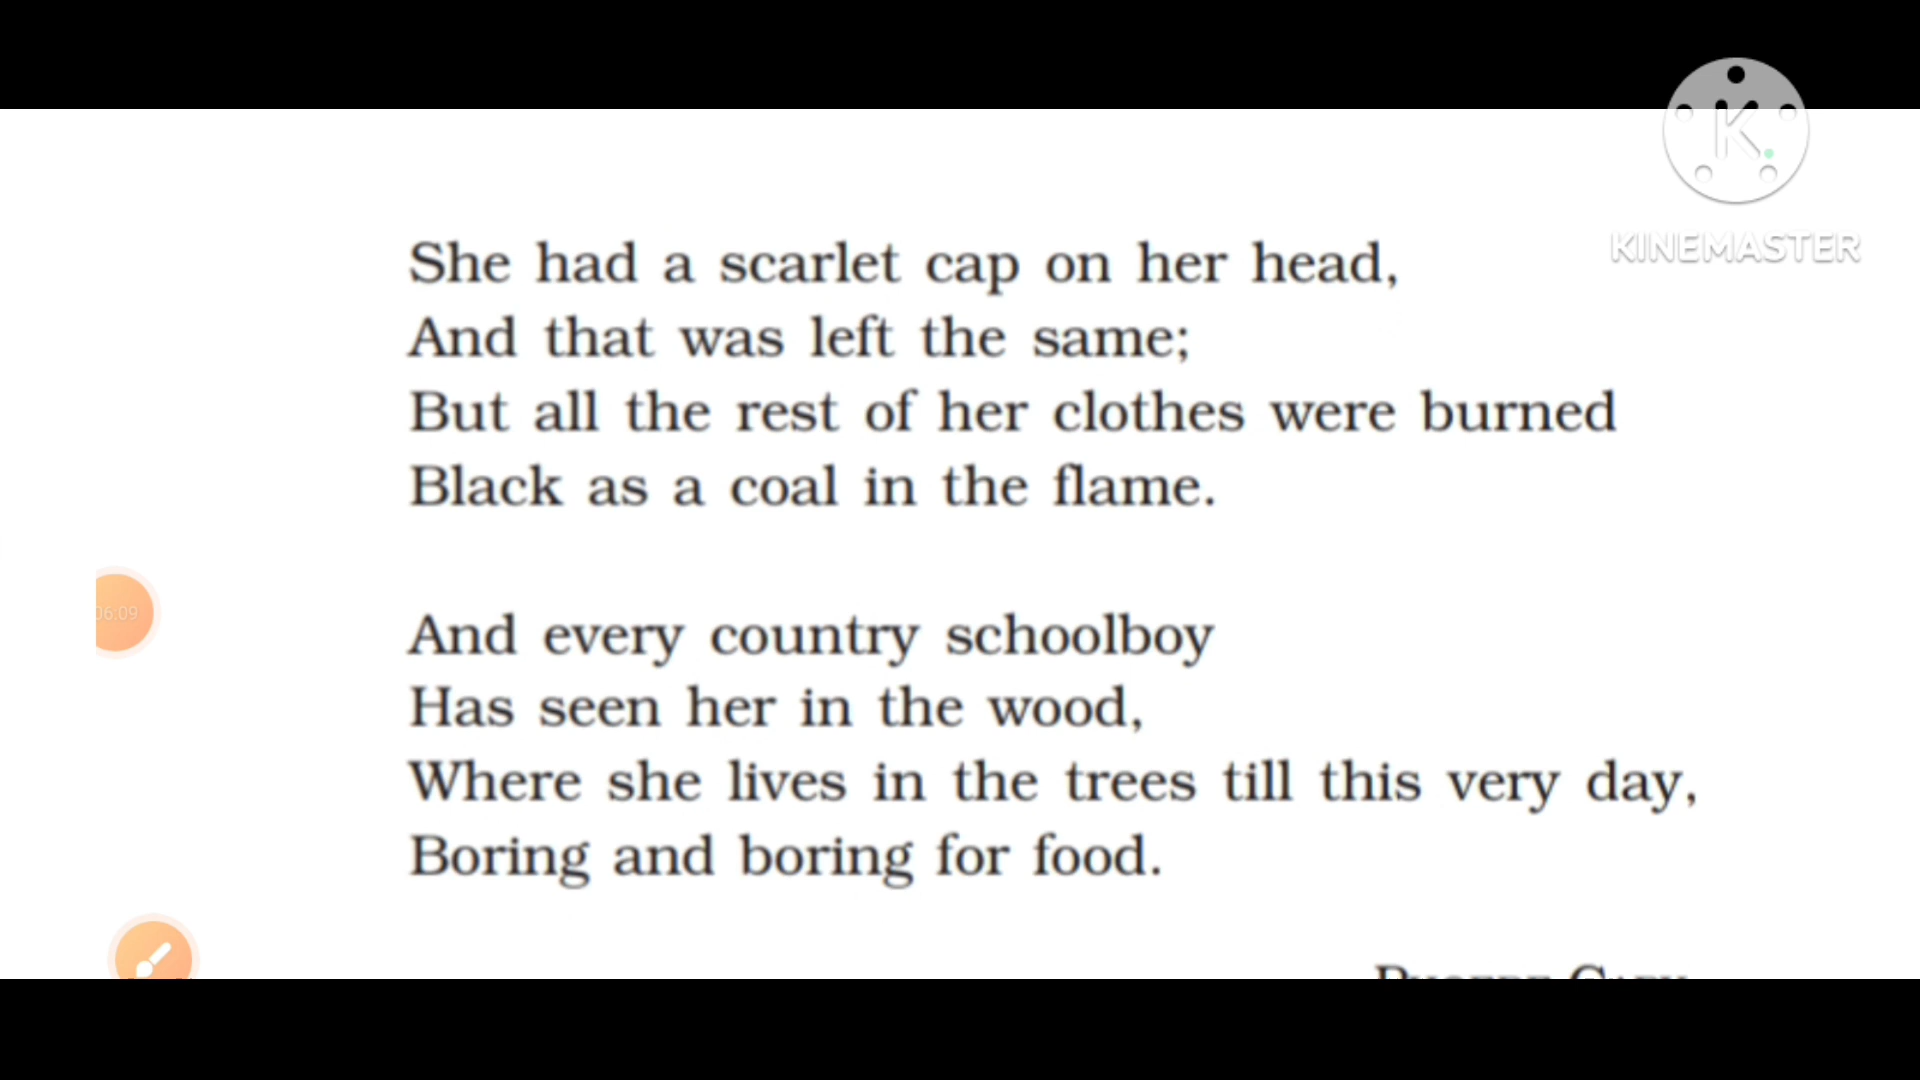 KINEMASTER
She had a scarlet cap on her head,
And that was left the same;
But all the rest of her clothes were burned
Black as a coal in the flame.
And every country schoolboy
Has seen her in the wood,
06:09
Where she lives in the trees till this very day,
Boring and boring for food.